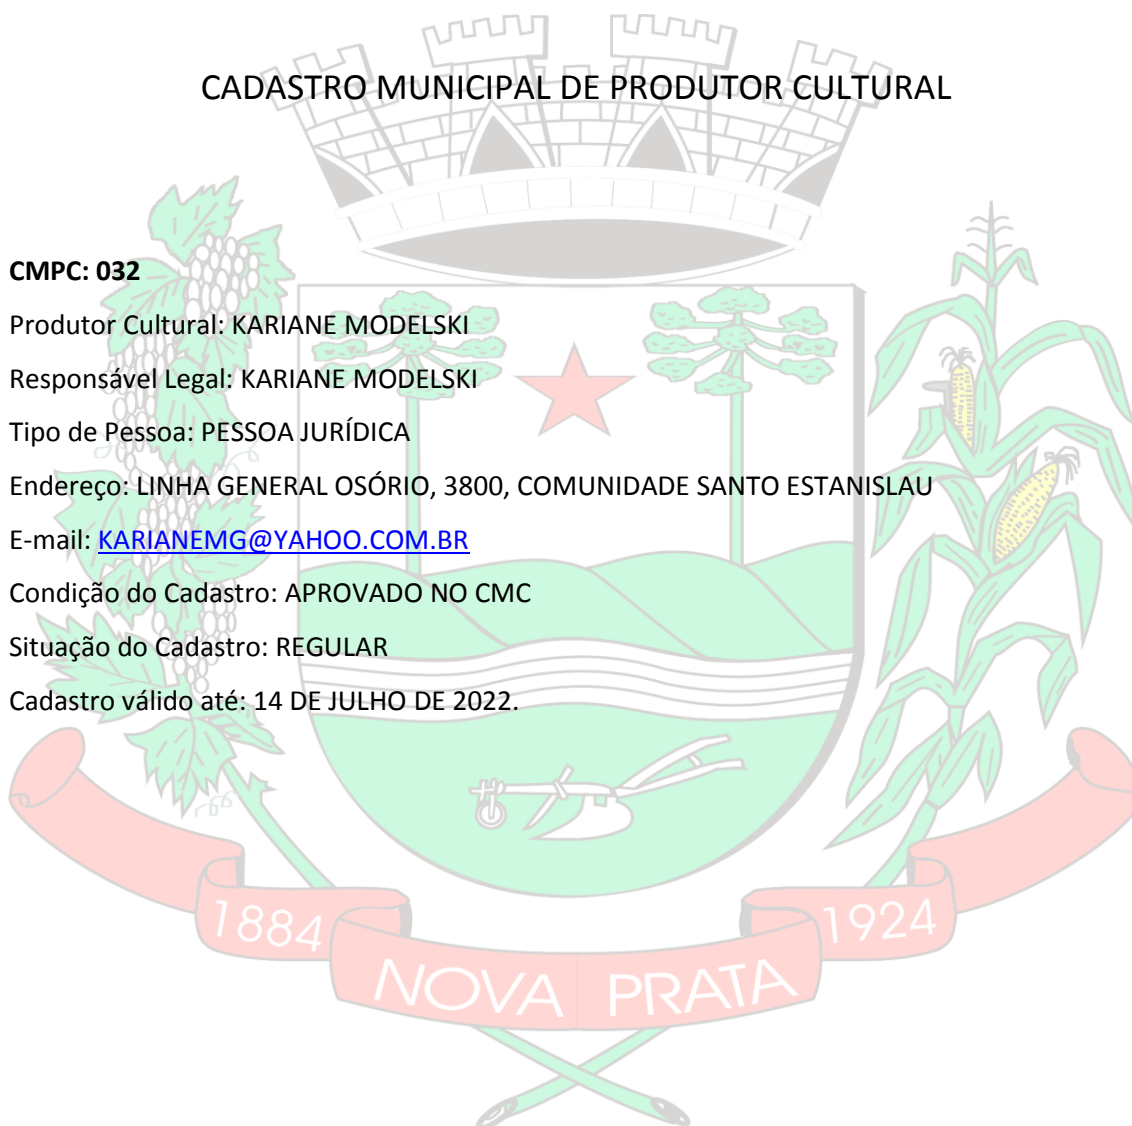 CADASTRO MUNICIPAL DE PRODUTOR CULTURAL
CMPC: 032
Produtor Cultural: KARIANE MODELSKI
Responsável Legal: KARIANE MODELSKI
Tipo de Pessoa: PESSOA JURÍDICA
Endereço: LINHA GENERAL OSÓRIO, 3800, COMUNIDADE SANTO ESTANISLAU
E-mail: KARIANEMG@YAHOO.COM.BR
Condição do Cadastro: APROVADO NO CMC
Situação do Cadastro: REGULAR
Cadastro válido até: 14 DE JULHO DE 2022.
1884
1924
NOVA PRATA